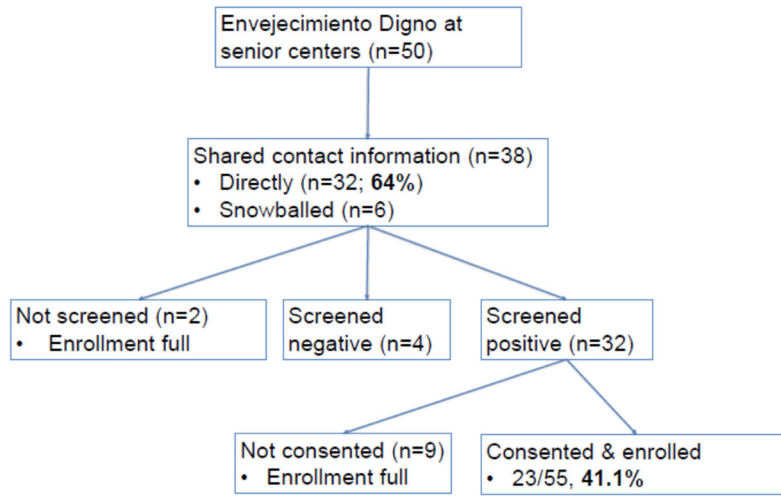 Envejecimiento Digno at
senior centers (n=50)
Shared contact information (n=38)
• Directly (n=32; 64%)
• Snowballed (n=6)
Not screened (n=2)
• Enrollment full
Screened
negative (n=4)
Screened
positive (n=32)
Not consented (n=9)
• Enrollment full
Consented & enrolled
• 23/55, 41.1%